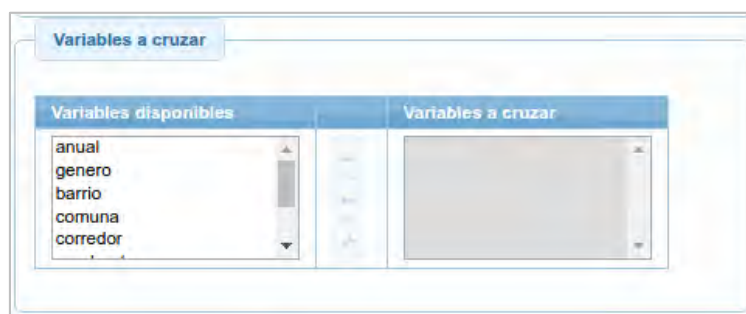 Variables a cruzar
Variables disponibles
Variables a cruzar
anual
genero
barrio
comuna
corredor